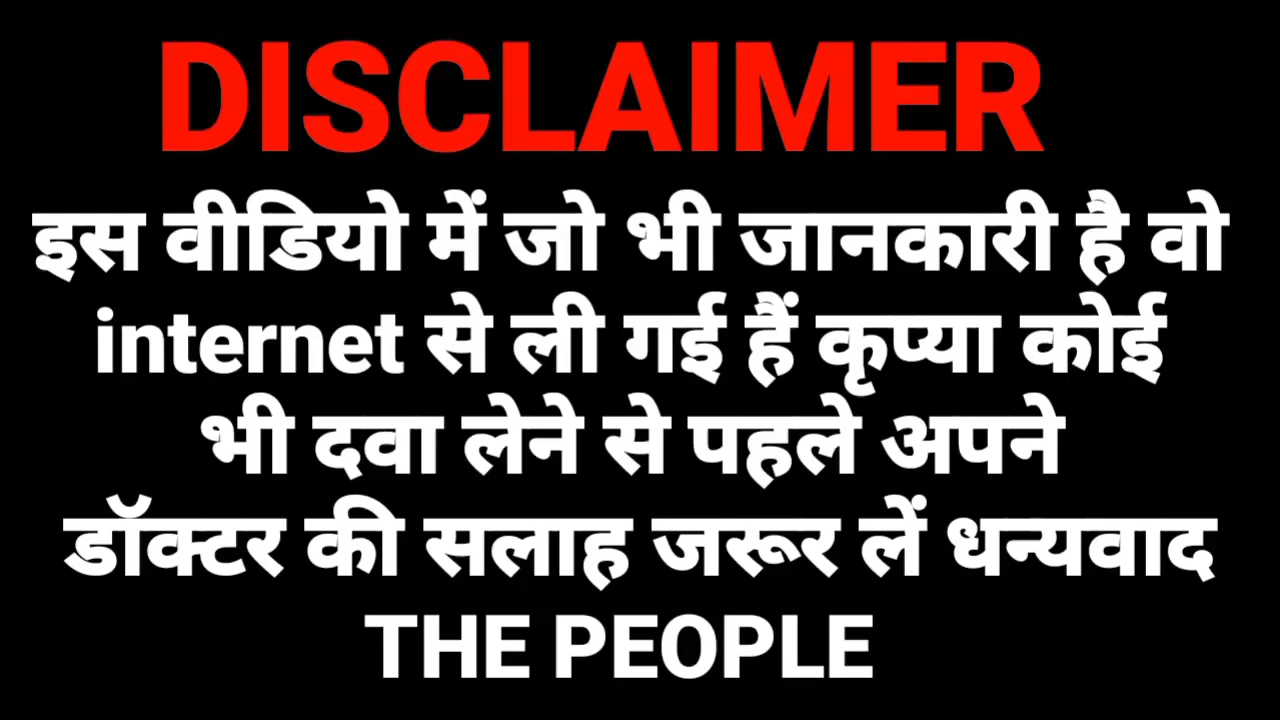 DISCLAIMER
इस वीडियो में जो भी जानकारी है वो
internet से ली गई हैं कृप्या कोई
भी दवा लेने से पहले अपने
डॉक्टर की सलाह जरूर लें धन्यवाद
THE PEOPLE